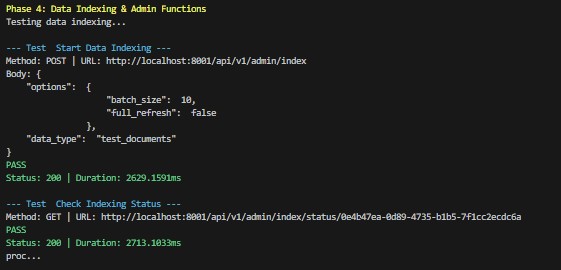 Phase 4: Data Indexing & Admin Functions
Testing data indexing...
--- Test  Start Data Indexing ---
Method: POST | URL: http://localhost:8001/api/v1/admin/index
Body: {
    "options":  {
                    "batch_size":  10,
                    "full_refresh":  false
                },
    "data_type":  "test_documents"
}
PASS
Status: 200 | Duration: 2629.1591ms
--- Test  Check Indexing Status ---
Method: GET | URL: http://localhost:8001/api/v1/admin/index/status/0e4b47ea-0d89-4735-b1b5-7f1cc2ecdc6a
PASS
Status: 200 | Duration: 2713.1033ms
proc...